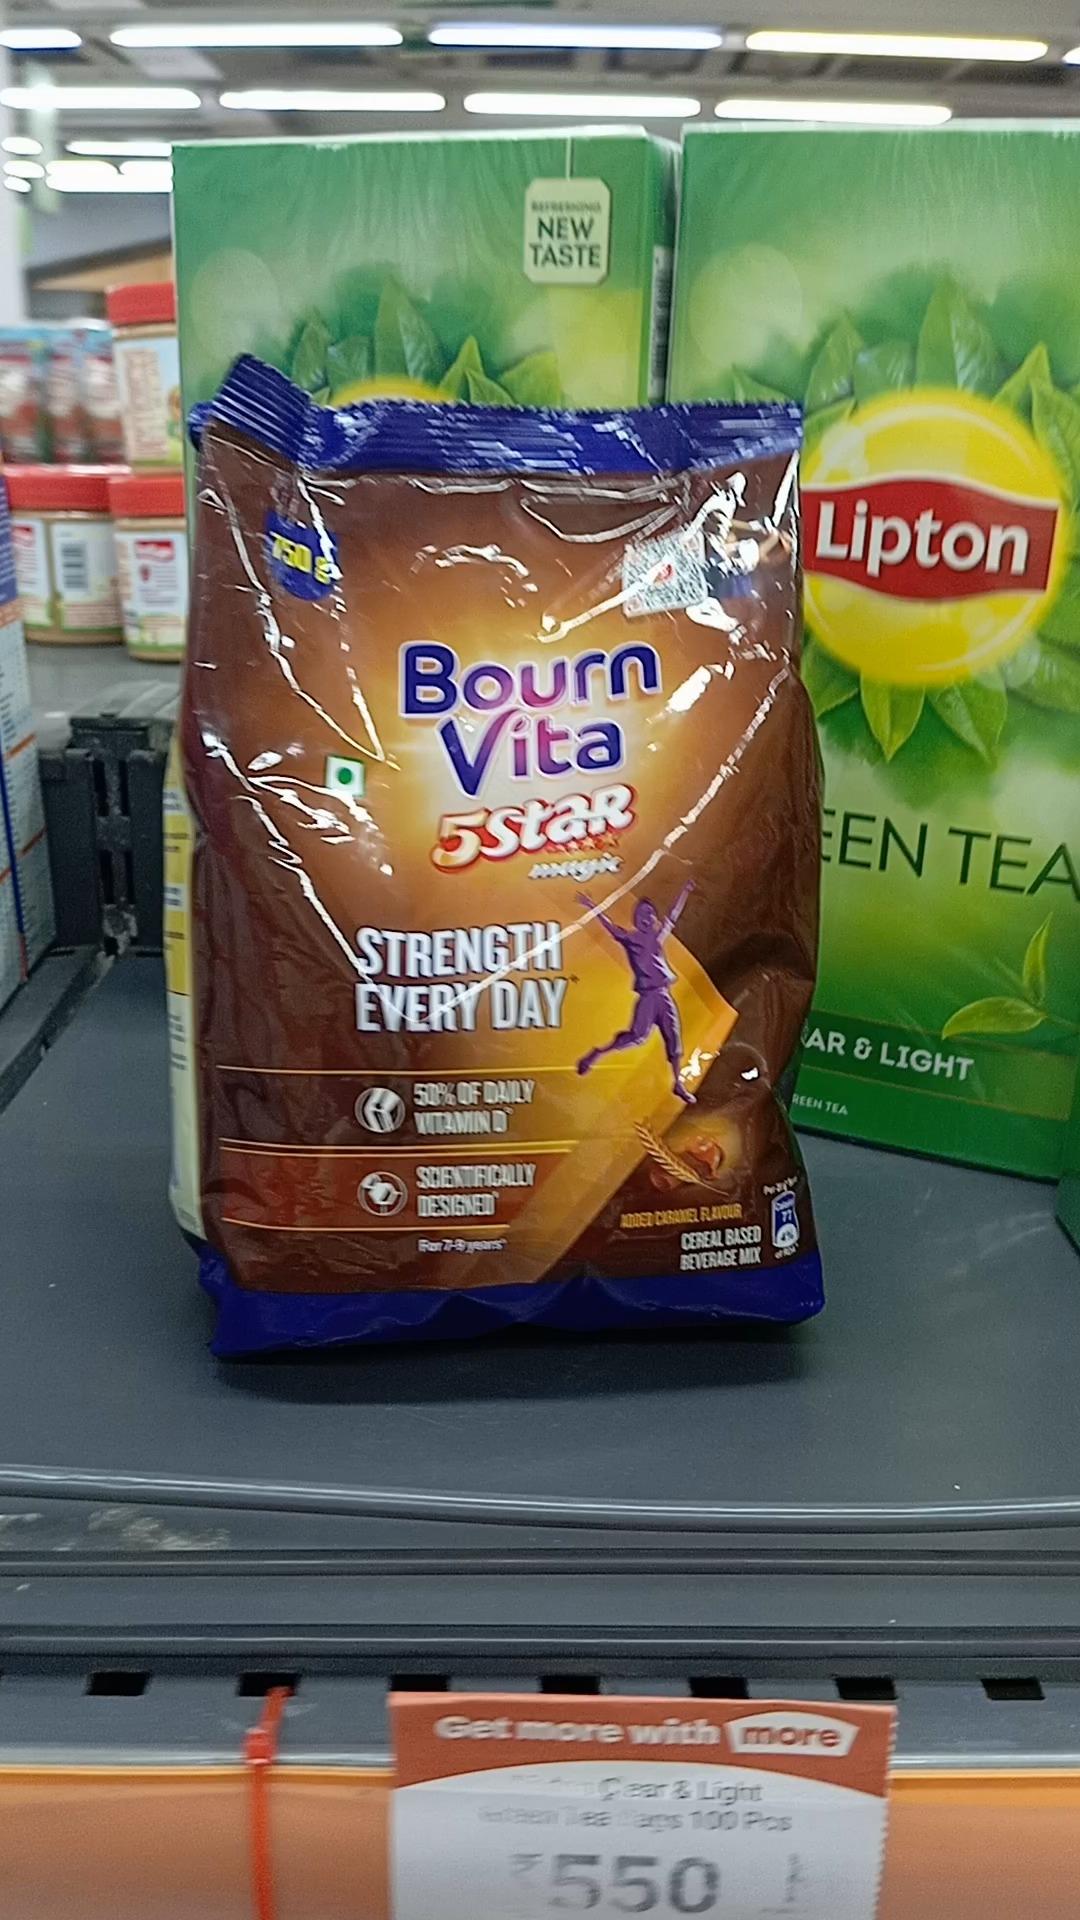 REFRESHING
NEW
TASTE
Lipton
EEN TEA
AR & LIGHT
REEN TEA
750 g
Bourn
Vita
5Star
magic
STRENGTH
EVERY DAY*
50% OF DAILY
VITAMIN D*
SCIENTIFICALLY
DESIGNED*
For 7-9 years*
ADDED CARAMEL FLAVOUR
CEREAL BASED
BEVERAGE MIX
Get more with more
Clear & Light
Green Tea Bags 100 Pcs
₹550